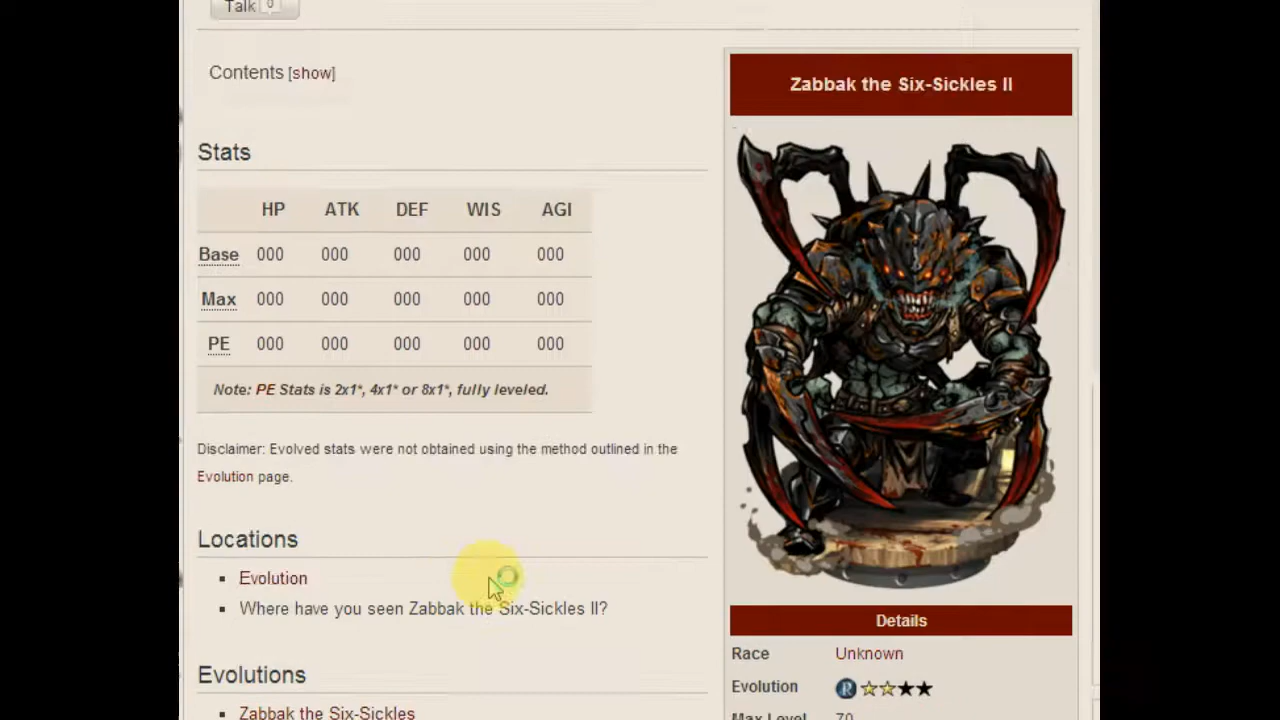 Talk 0
Contents [show]
Zabbak the Six-Sickles II
Stats
HP ATK DEF WIS AGI
Base 000 000 000 000 000
Max 000 000 000 000 000
PE 000 000 000 000 000
Note: PE Stats is 2x1*, 4x1* or 8x1*, fully leveled.
Disclaimer: Evolved stats were not obtained using the method outlined in the
Evolution page.
Locations
Evolution
Where have you seen Zabbak the Six-Sickles II?
Evolutions
Zabbak the Six-Sickles
Details
Race Unknown
Evolution R
Max Level 70